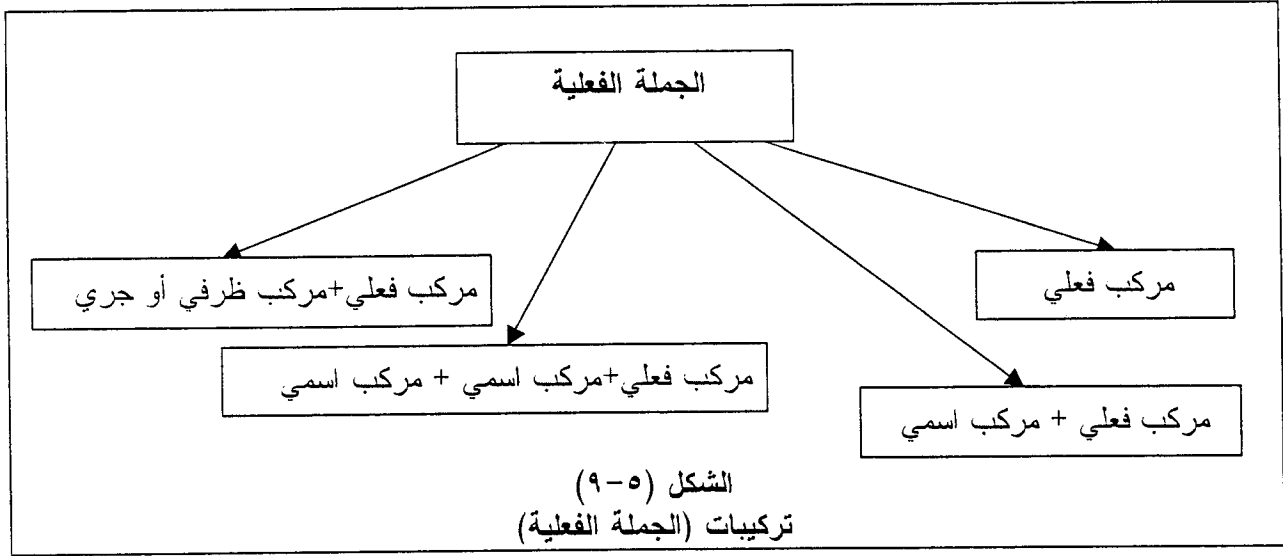 الجملة الفعلية
مركب فعلي
مركب فعلي+مركب ظرفي أو جري
مركب فعلي+مركب اسمي + مركب اسمي
مركب فعلي + مركب اسمي
الشكل (٥-٩)
تركيبات (الجملة الفعلية)